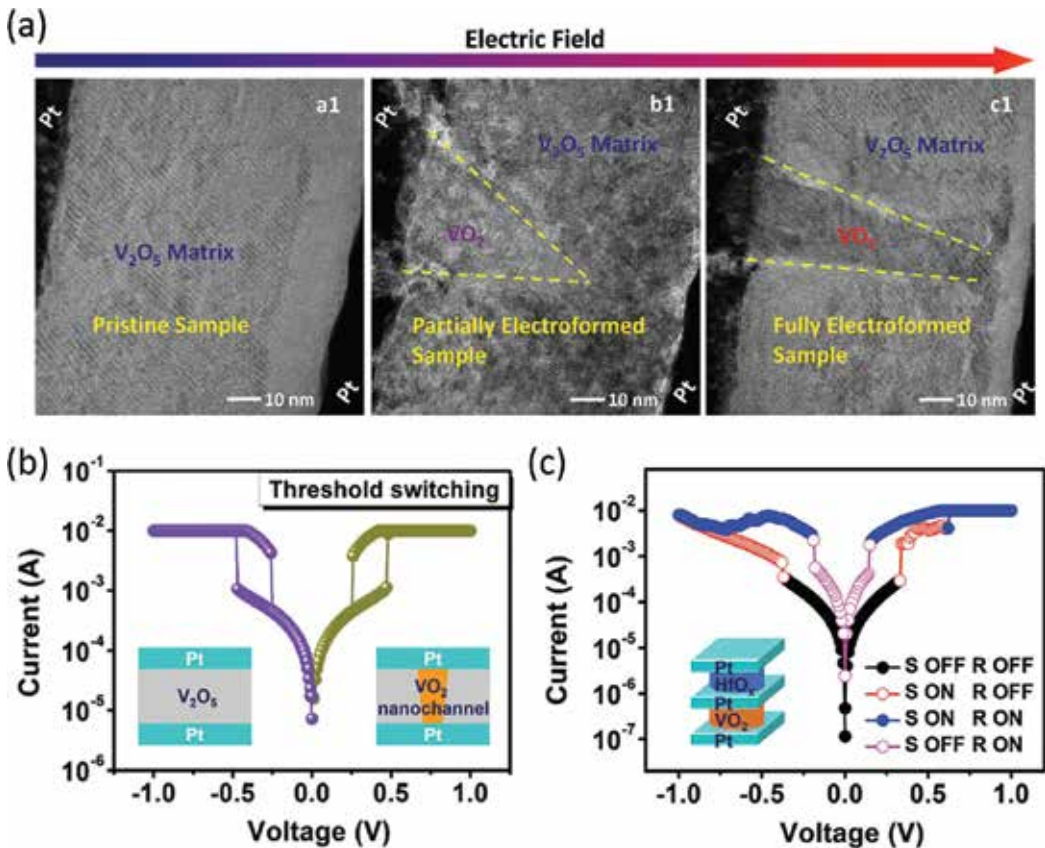 (a)
Electric Field
Pt
a1
V₂O₅ Matrix
Pristine Sample
10 nm
Pt
Pt
b1
V₂O₅ Matrix
VO₂
Partially Electroformed
Sample
10 nm
Pt
Pt
c1
V₂O₅ Matrix
VO₂
Fully Electroformed
Sample
10 nm
Pt
(b)
Threshold switching
Current (A)
10⁻¹
10⁻²
10⁻³
10⁻⁴
10⁻⁵
10⁻⁶
Pt
V₂O₅
Pt
Pt
VO₂
nanochannel
Pt
-1.0 -0.5 0.0 0.5 1.0
Voltage (V)
(c)
Current (A)
10⁻²
10⁻³
10⁻⁴
10⁻⁵
10⁻⁶
10⁻⁷
Pt
HfOₓ
Pt
VO₂
Pt
S OFF R OFF
S ON R OFF
S ON R ON
S OFF R ON
-1.0 -0.5 0.0 0.5 1.0
Voltage (V)